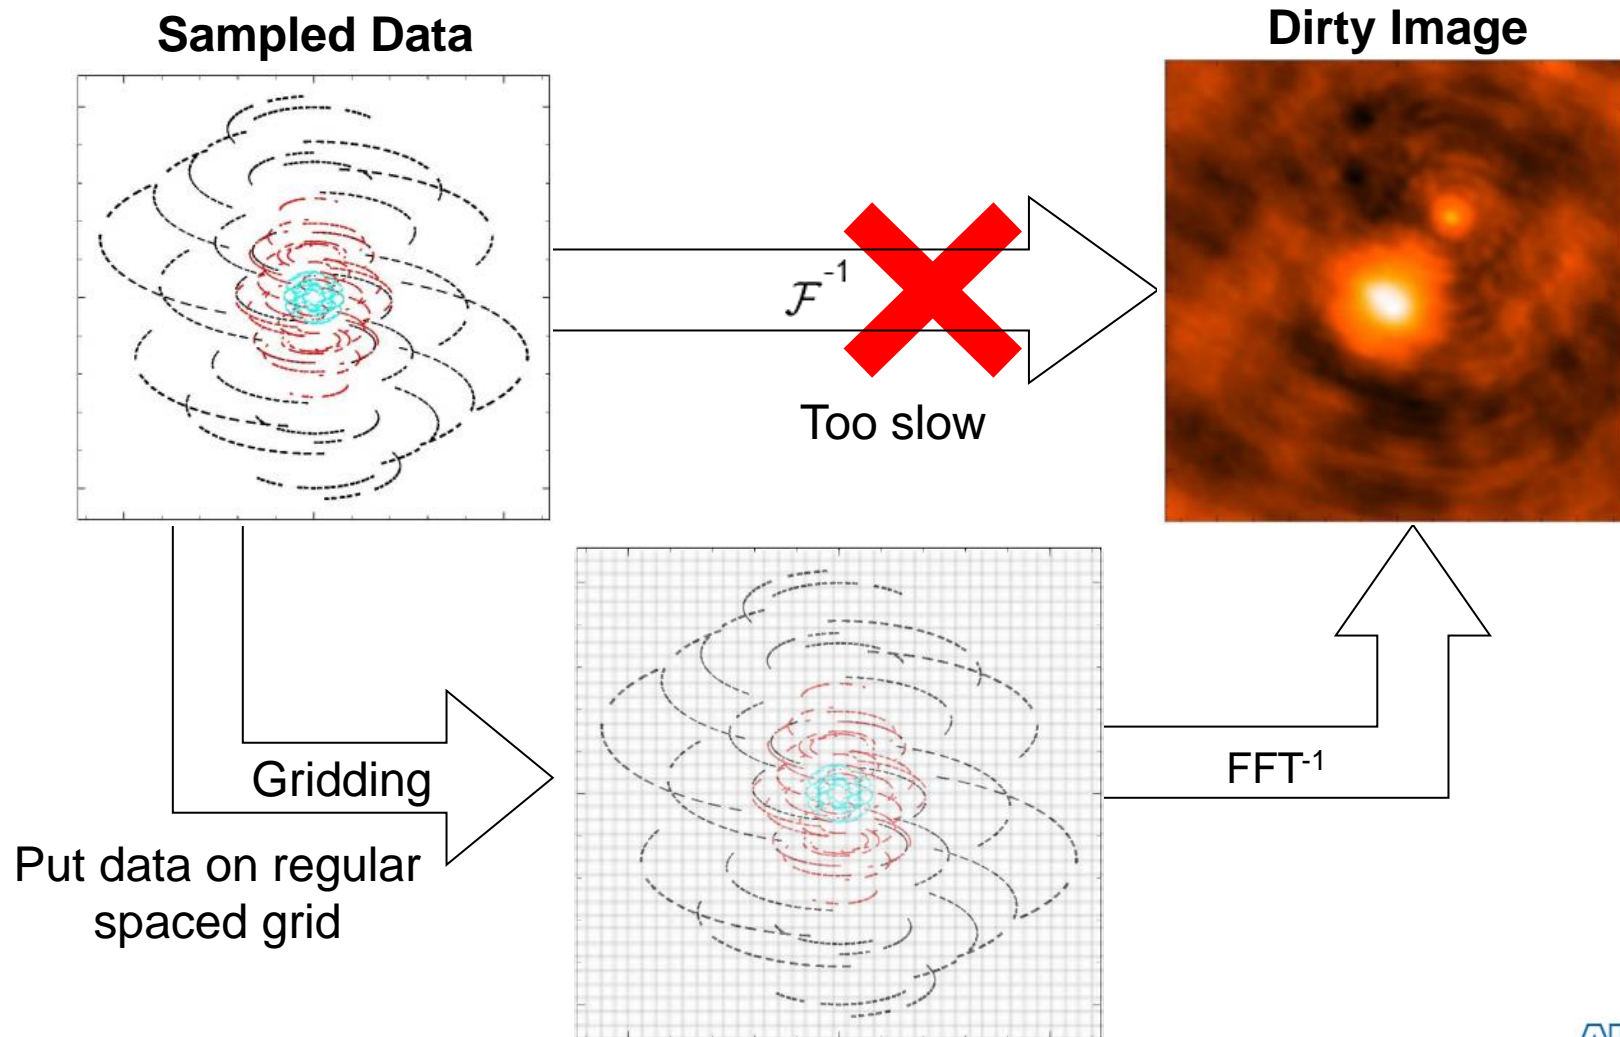 Sampled Data
Dirty Image
ℱ⁻¹
Too slow
Gridding
FFT⁻¹
Put data on regular
spaced grid